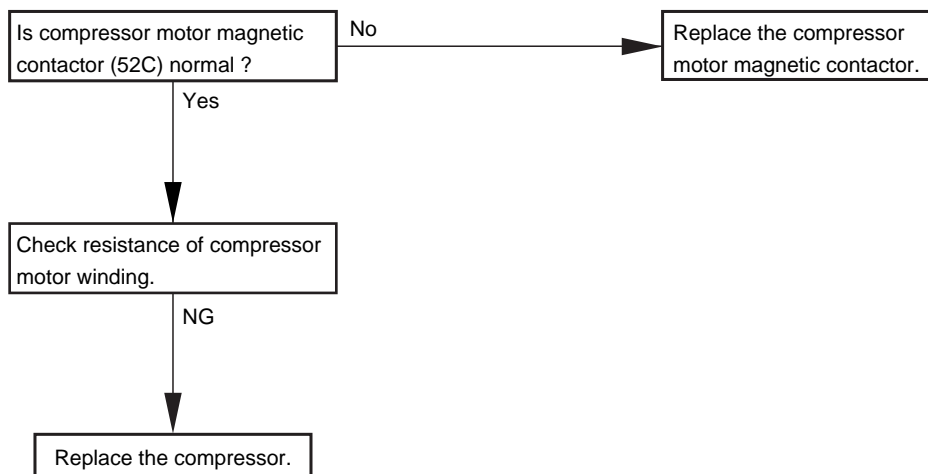 Is compressor motor magnetic
contactor (52C) normal ?
No
Replace the compressor
motor magnetic contactor.
Yes
Check resistance of compressor
motor winding.
NG
Replace the compressor.